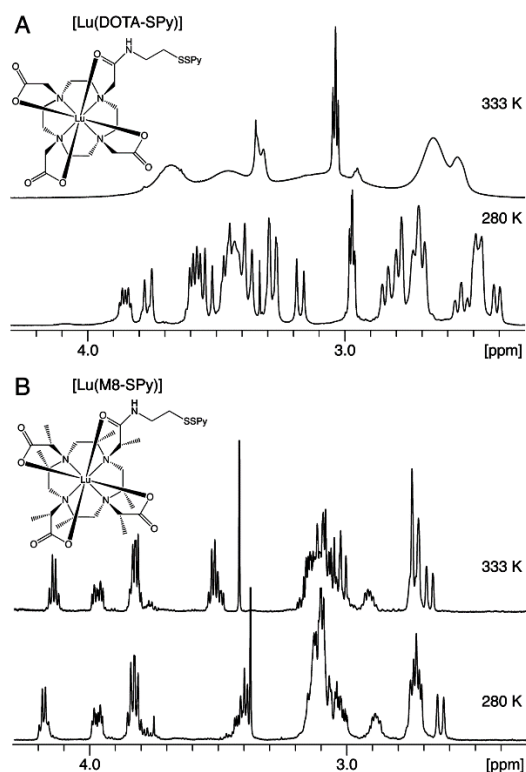 A [Lu(DOTA-SPy)]
H
O N
SSPy
O
O N N
Lu
O
N N
O O
O
333 K
280 K
4.0 3.0 [ppm]
B [Lu(M8-SPy)]
H
O N
SSPy
O
O N N
Lu
O
N N
O O
O
333 K
280 K
4.0 3.0 [ppm]